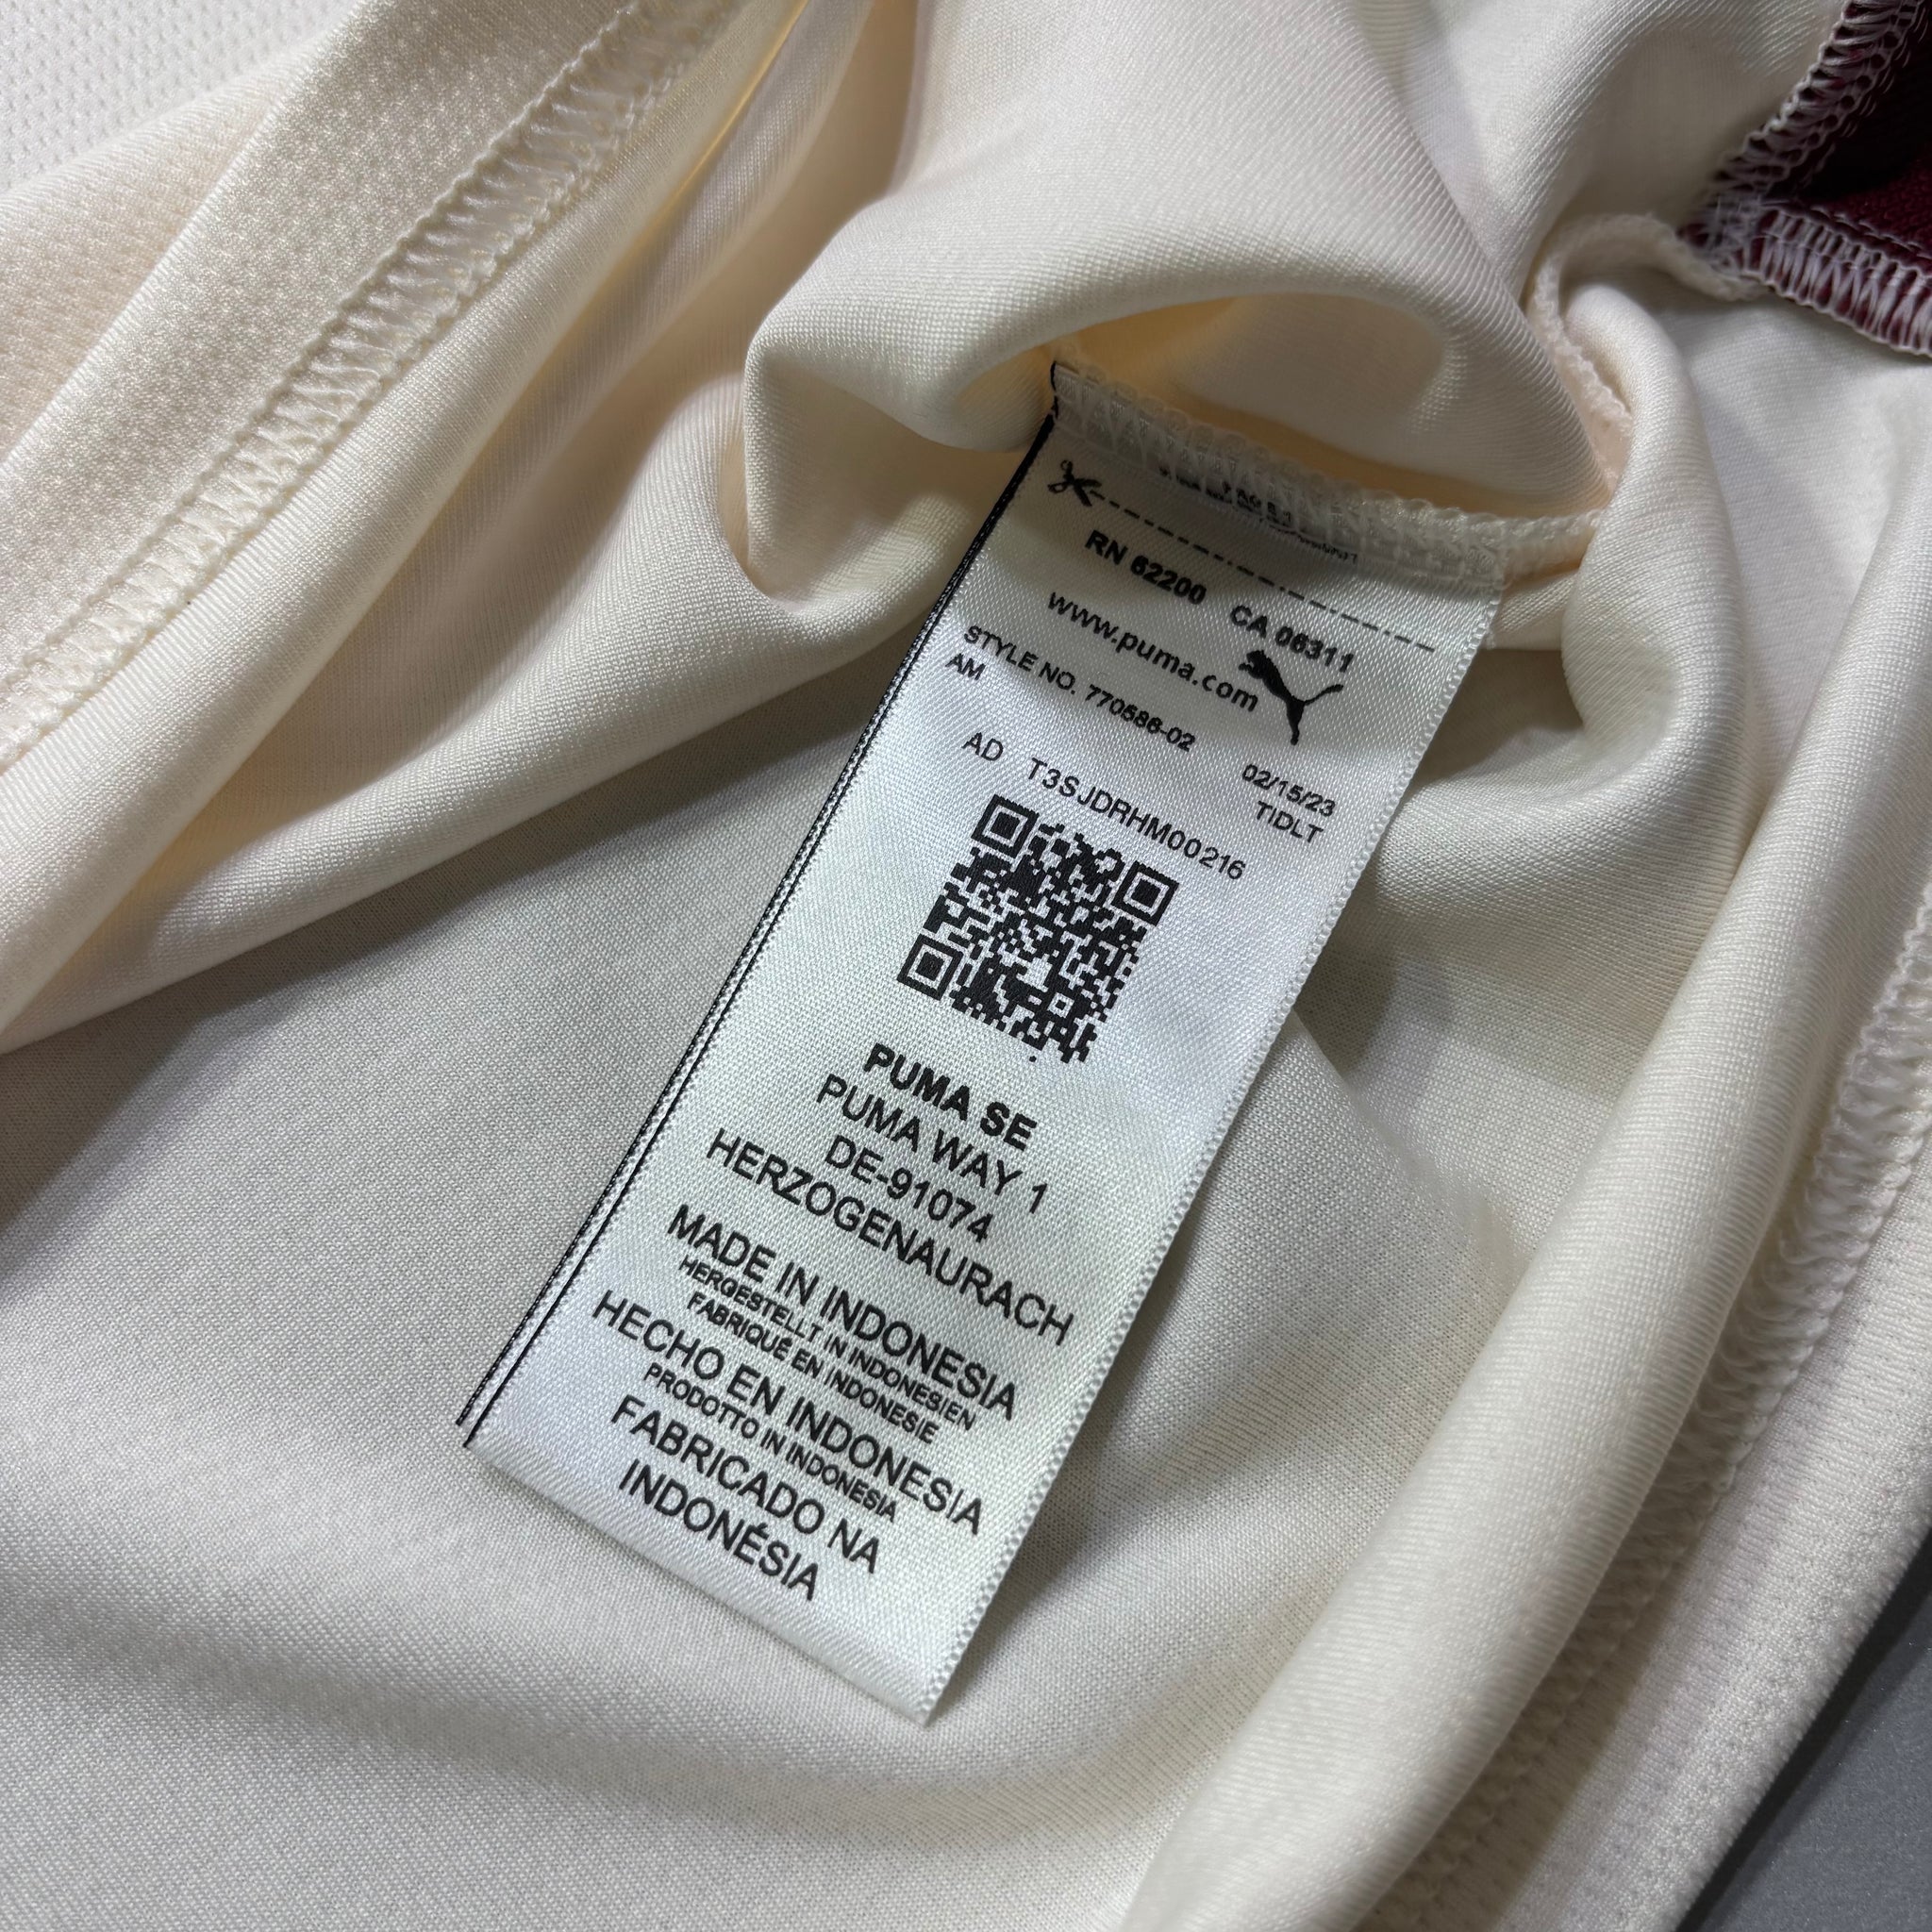 RN 62200 CA 06311
www.puma.com
STYLE NO. 770586-02 02/15/23
AM TIDLT
AD T3SJDRHM00216
PUMA SE
PUMA WAY 1
DE-91074
HERZOGENAURACH
MADE IN INDONESIA
HERGESTELLT IN INDONESIEN
FABRIQUÉ EN INDONESIE
HECHO EN INDONESIA
PRODOTTO IN INDONESIA
FABRICADO NA
INDONÉSIA